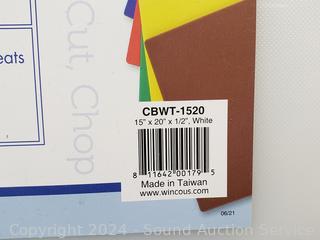 eats
Cut, Chop
CBWT-1520
15" x 20" x 1/2", White
8 11642 00179 5
Made in Taiwan
www.wincous.com
06/21
Copyright 2024 - Sound Auction Service